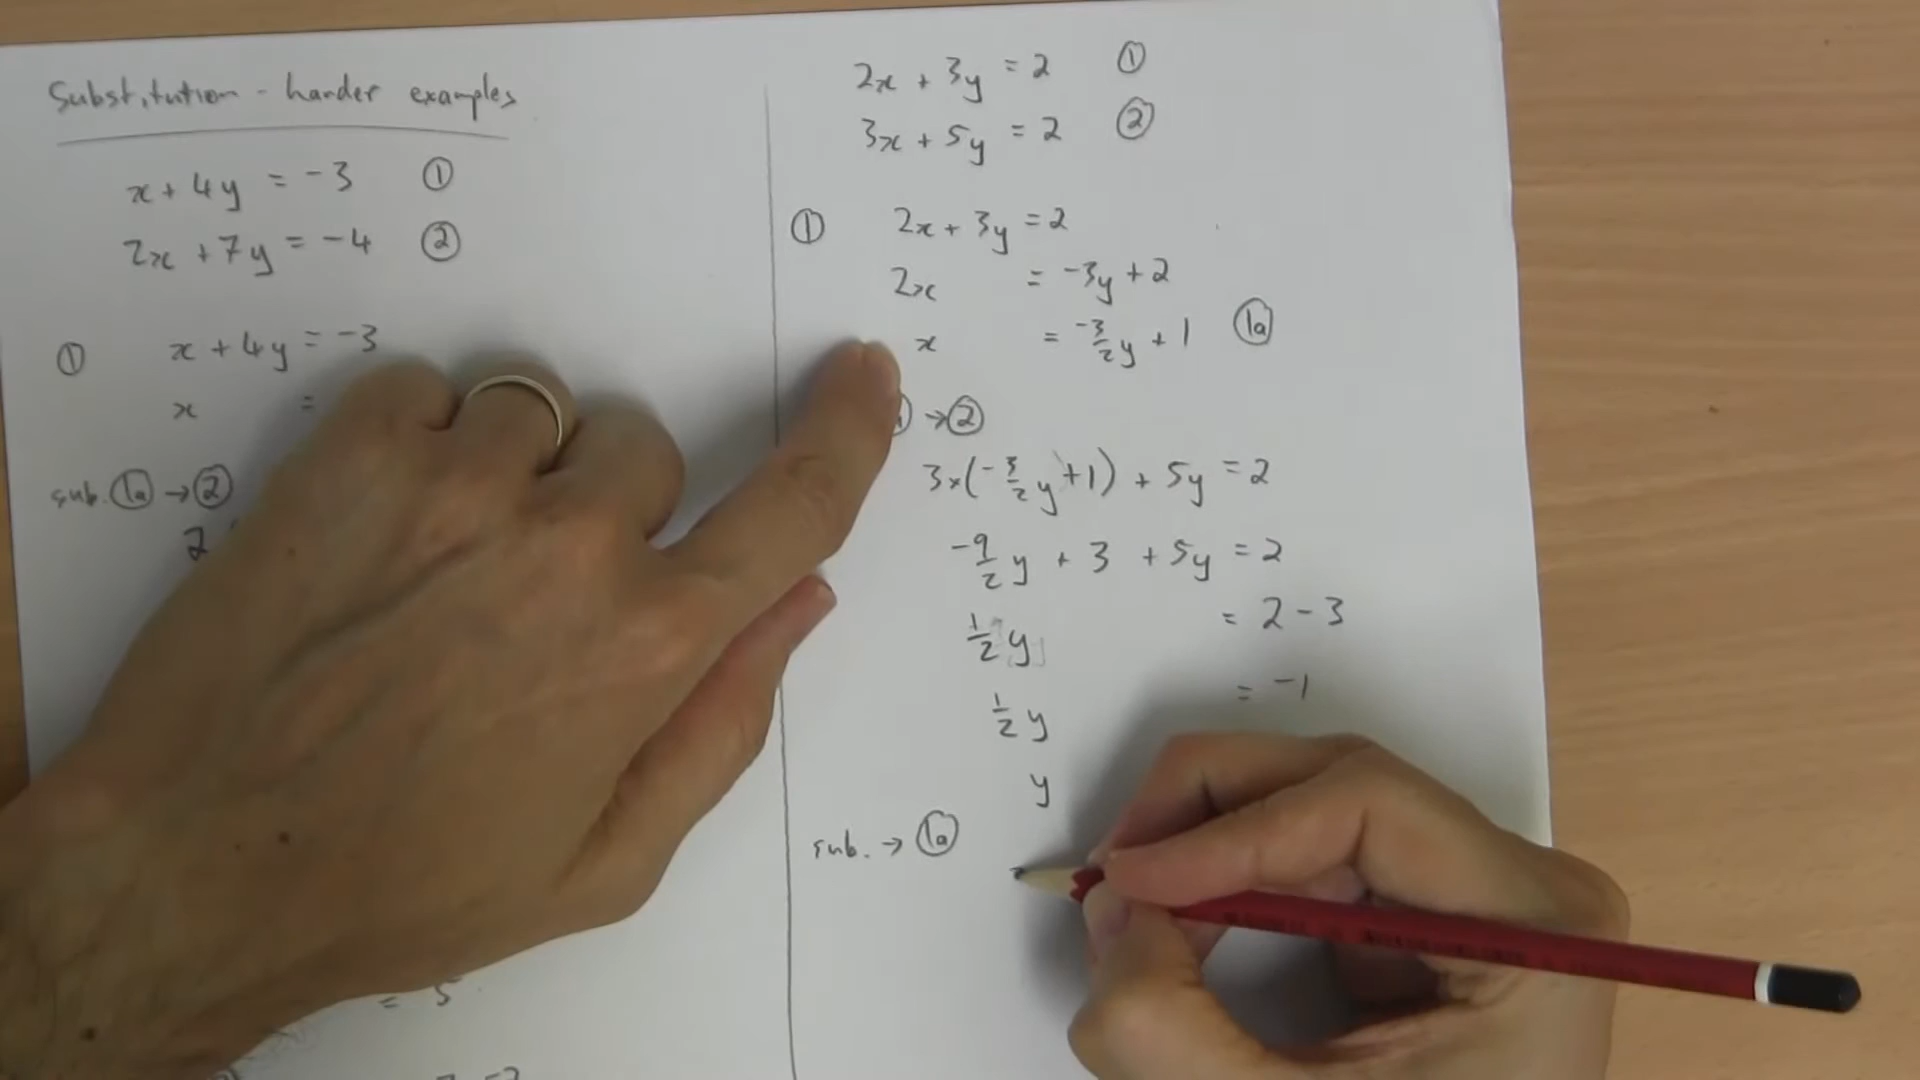 Substitution - harder examples
x + 4y = -3 ①
2x + 7y = -4 ②
① x + 4y = -3
x =
sub. (1a) → ②
2
= 5
2x + 3y = 2 ①
3x + 5y = 2 ②
① 2x + 3y = 2
2x = -3y + 2
x = -3/2 y + 1 (1a)
→ ②
3×(-3/2 y + 1) + 5y = 2
-9/2 y + 3 + 5y = 2
1/2 y = 2 - 3
1/2 y = -1
y
sub. → (1a)